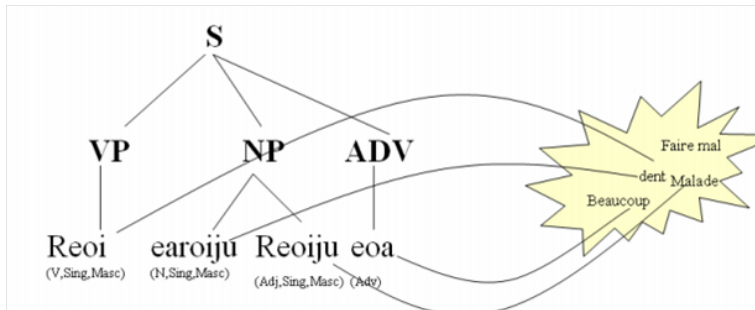 S
VP NP ADV
Faire mal
dent Malade
Beaucoup
Reoi earoiju Reoiju eoa
(V,Sing,Masc) (N,Sing,Masc) (Adj,Sing,Masc) (Adv)